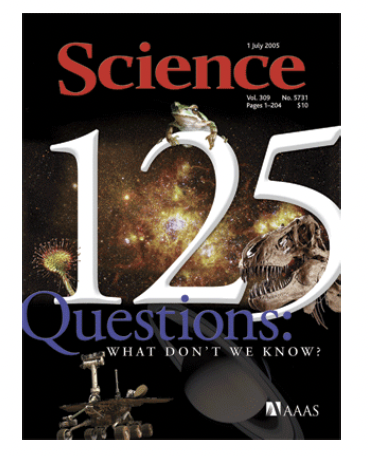 1 July 2005
Science
Vol. 309 No. 5731
Pages 1–204 $10
125
Questions:
WHAT DON'T WE KNOW?
AAAS